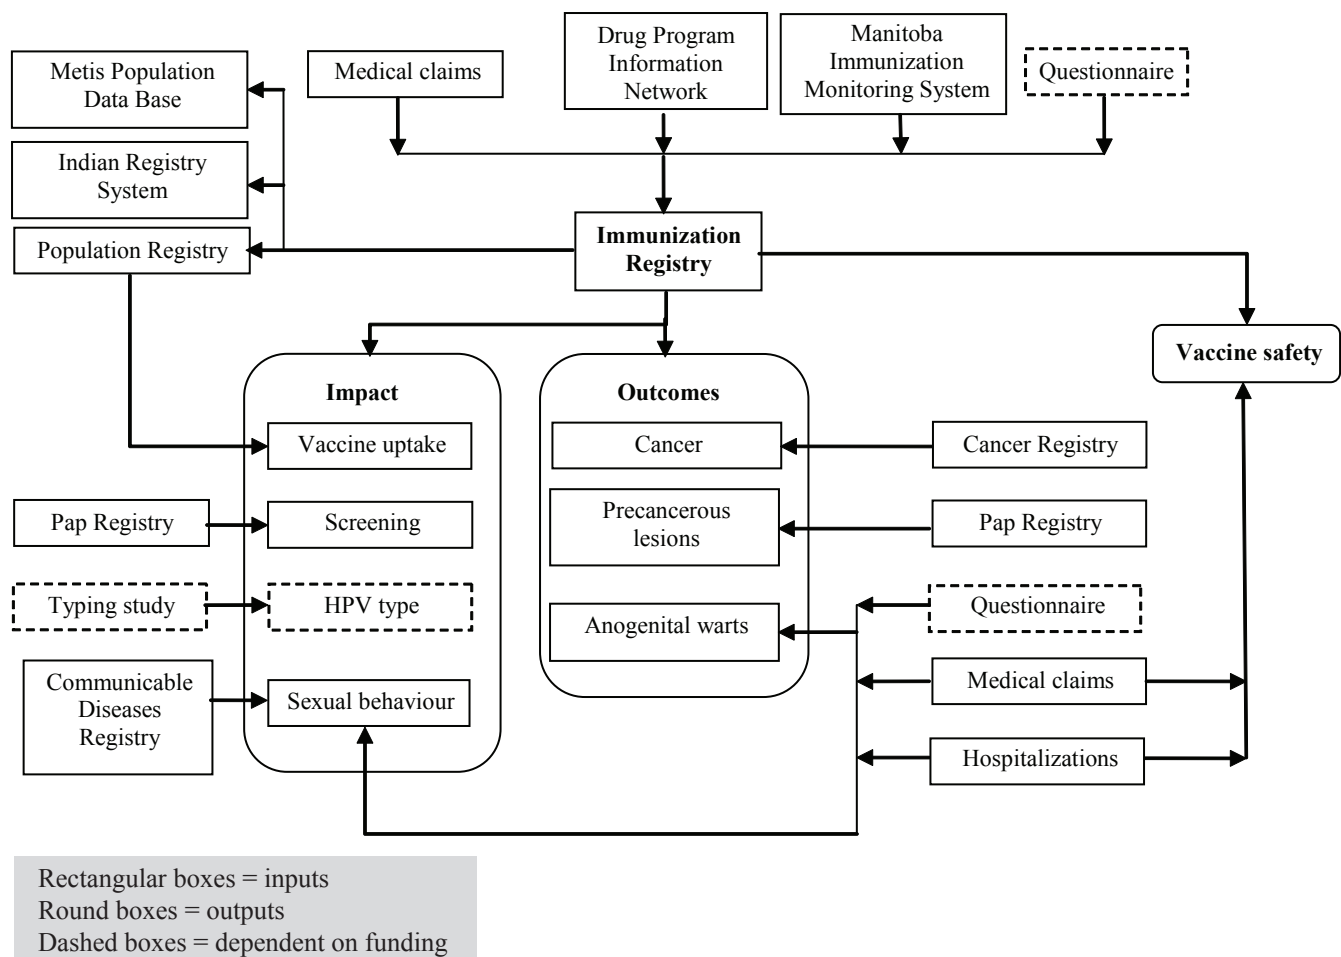 Metis Population
Data Base
Medical claims
Drug Program
Information
Network
Manitoba
Immunization
Monitoring System
Questionnaire
Indian Registry
System
Population Registry
Immunization
Registry
Vaccine safety
Impact
Outcomes
Vaccine uptake
Cancer
Cancer Registry
Pap Registry
Screening
Precancerous
lesions
Pap Registry
Typing study
HPV type
Anogenital warts
Questionnaire
Communicable
Diseases
Registry
Sexual behaviour
Medical claims
Hospitalizations
Rectangular boxes = inputs
Round boxes = outputs
Dashed boxes = dependent on funding